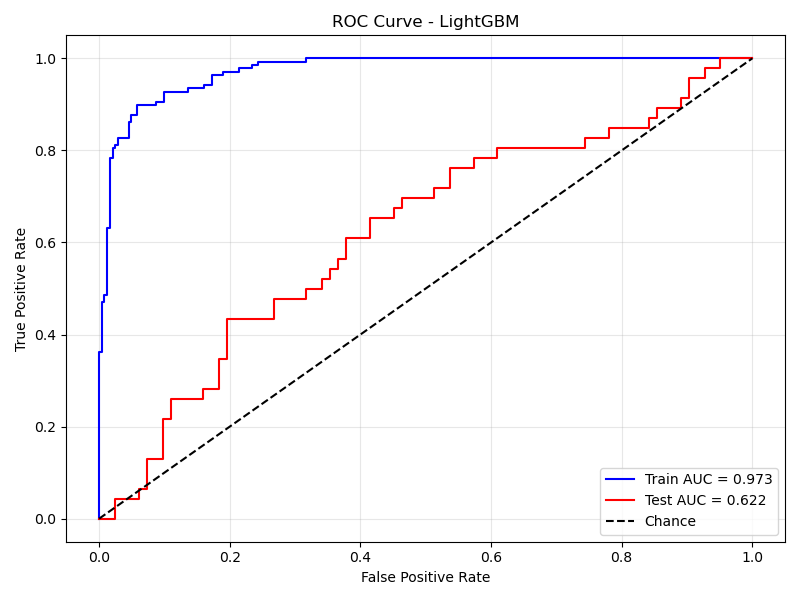 ROC Curve - LightGBM
True Positive Rate
1.0
0.8
0.6
0.4
0.2
0.0
Train AUC = 0.973
Test AUC = 0.622
Chance
0.0 0.2 0.4 0.6 0.8 1.0
False Positive Rate